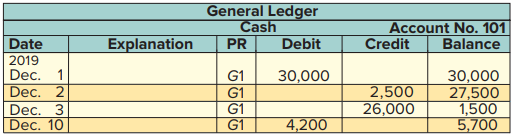 General Ledger
Cash Account No. 101
Date Explanation PR Debit Credit Balance
2019
Dec. 1 G1 30,000 30,000
Dec. 2 G1 2,500 27,500
Dec. 3 G1 26,000 1,500
Dec. 10 G1 4,200 5,700